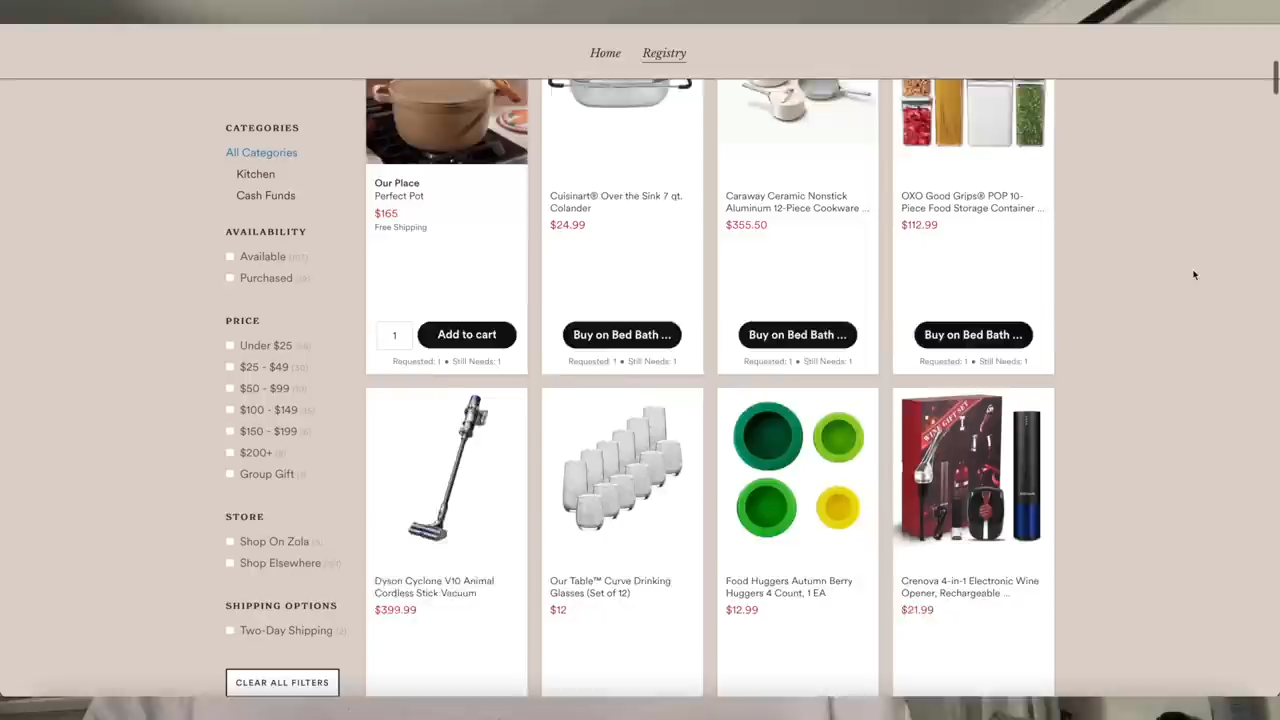 Home Registry
CATEGORIES
All Categories
Kitchen
Cash Funds
AVAILABILITY
Available
Purchased
PRICE
Under $25
$25 - $49
$50 - $99
$100 - $149
$150 - $199
$200+
Group Gift
STORE
Shop On Zola
Shop Elsewhere
SHIPPING OPTIONS
Two-Day Shipping (2)
CLEAR ALL FILTERS
Our Place
Perfect Pot
$165
Free Shipping
1 Add to cart
Requested: 1 • Still Needs: 1
Cuisinart® Over the Sink 7 qt.
Colander
$24.99
Buy on Bed Bath ...
Requested: 1 • Still Needs: 1
Caraway Ceramic Nonstick
Aluminum 12-Piece Cookware ...
$355.50
Buy on Bed Bath ...
Requested: 1 • Still Needs: 1
OXO Good Grips® POP 10-
Piece Food Storage Container ...
$112.99
Buy on Bed Bath ...
Requested: 1 • Still Needs: 1
Dyson Cyclone V10 Animal
Cordless Stick Vacuum
$399.99
Our Table™ Curve Drinking
Glasses (Set of 12)
$12
Food Huggers Autumn Berry
Huggers 4 Count, 1 EA
$12.99
WINE GIFT SET
Crenova 4-in-1 Electronic Wine
Opener, Rechargeable ...
$21.99